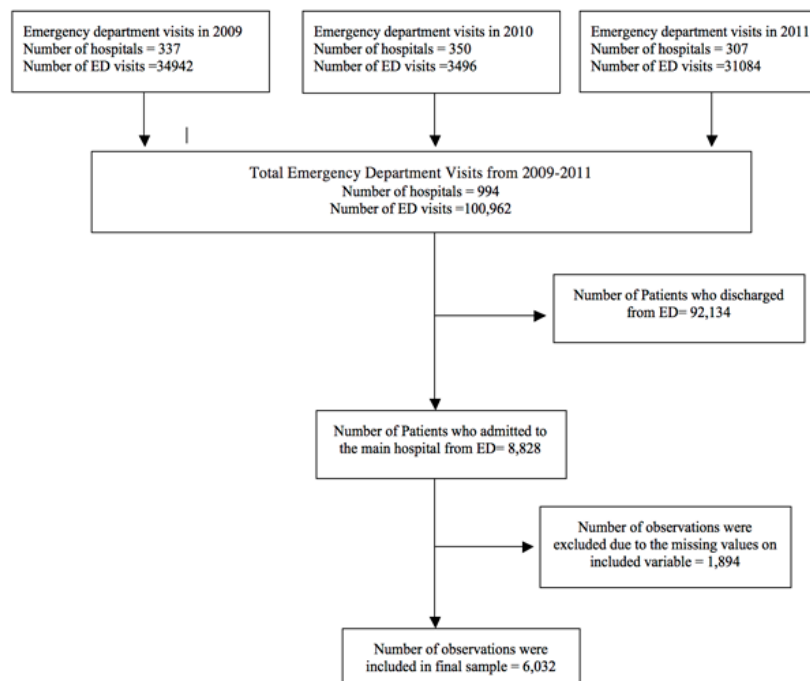 Emergency department visits in 2009
Number of hospitals = 337
Number of ED visits =34942
Emergency department visits in 2010
Number of hospitals = 350
Number of ED visits =3496
Emergency department visits in 2011
Number of hospitals = 307
Number of ED visits =31084
Total Emergency Department Visits from 2009-2011
Number of hospitals = 994
Number of ED visits =100,962
Number of Patients who discharged
from ED= 92,134
Number of Patients who admitted to
the main hospital from ED= 8,828
Number of observations were
excluded due to the missing values on
included variable = 1,894
Number of observations were
included in final sample = 6,032